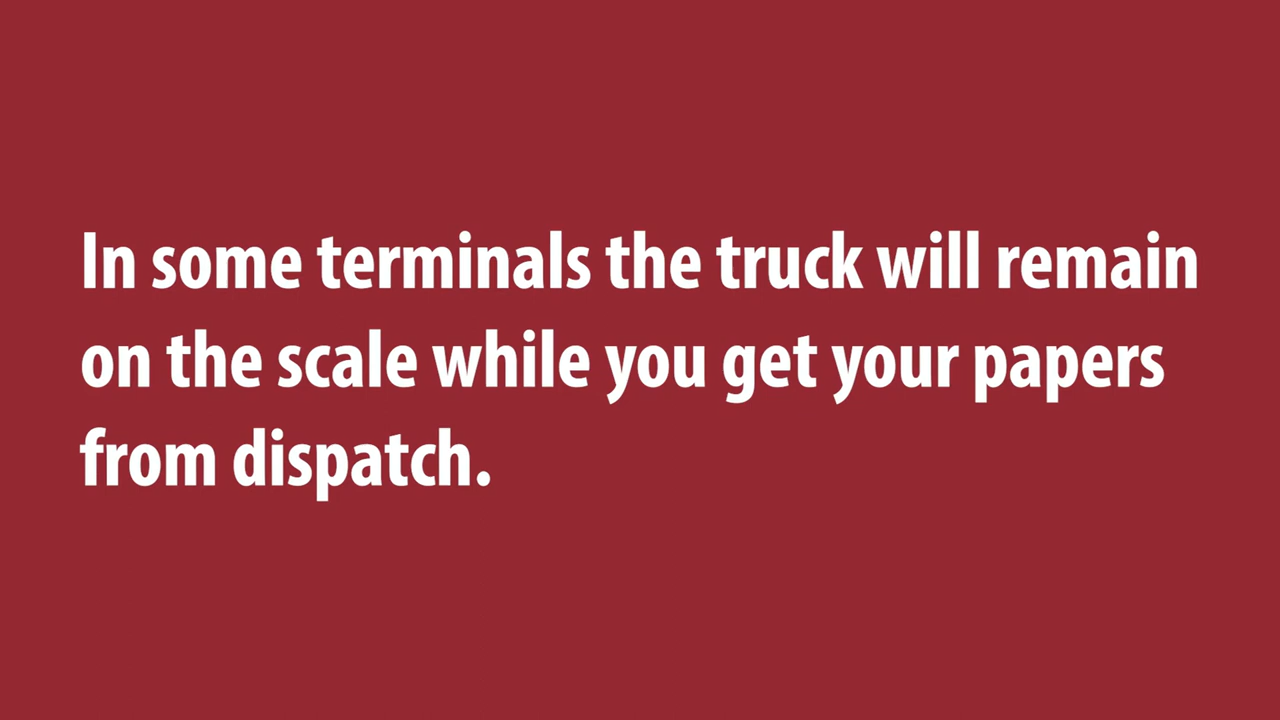 In some terminals the truck will remain
on the scale while you get your papers
from dispatch.